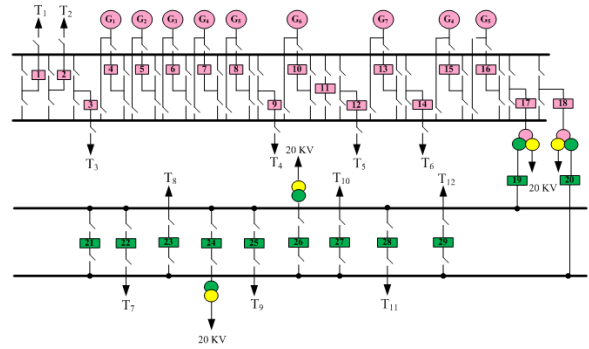 T1 T2 G1 G2 G3 G4 G5 G6 G7 G4 G5
1 2 4 5 6 7 8 10 13 15 16
11
3 9 12 14 17 18
T3 T4 T5 T6
20 KV
T8 T10 T12 19 20
20 KV
21 22 23 24 25 26 27 28 29
T7 T9 T11
20 KV